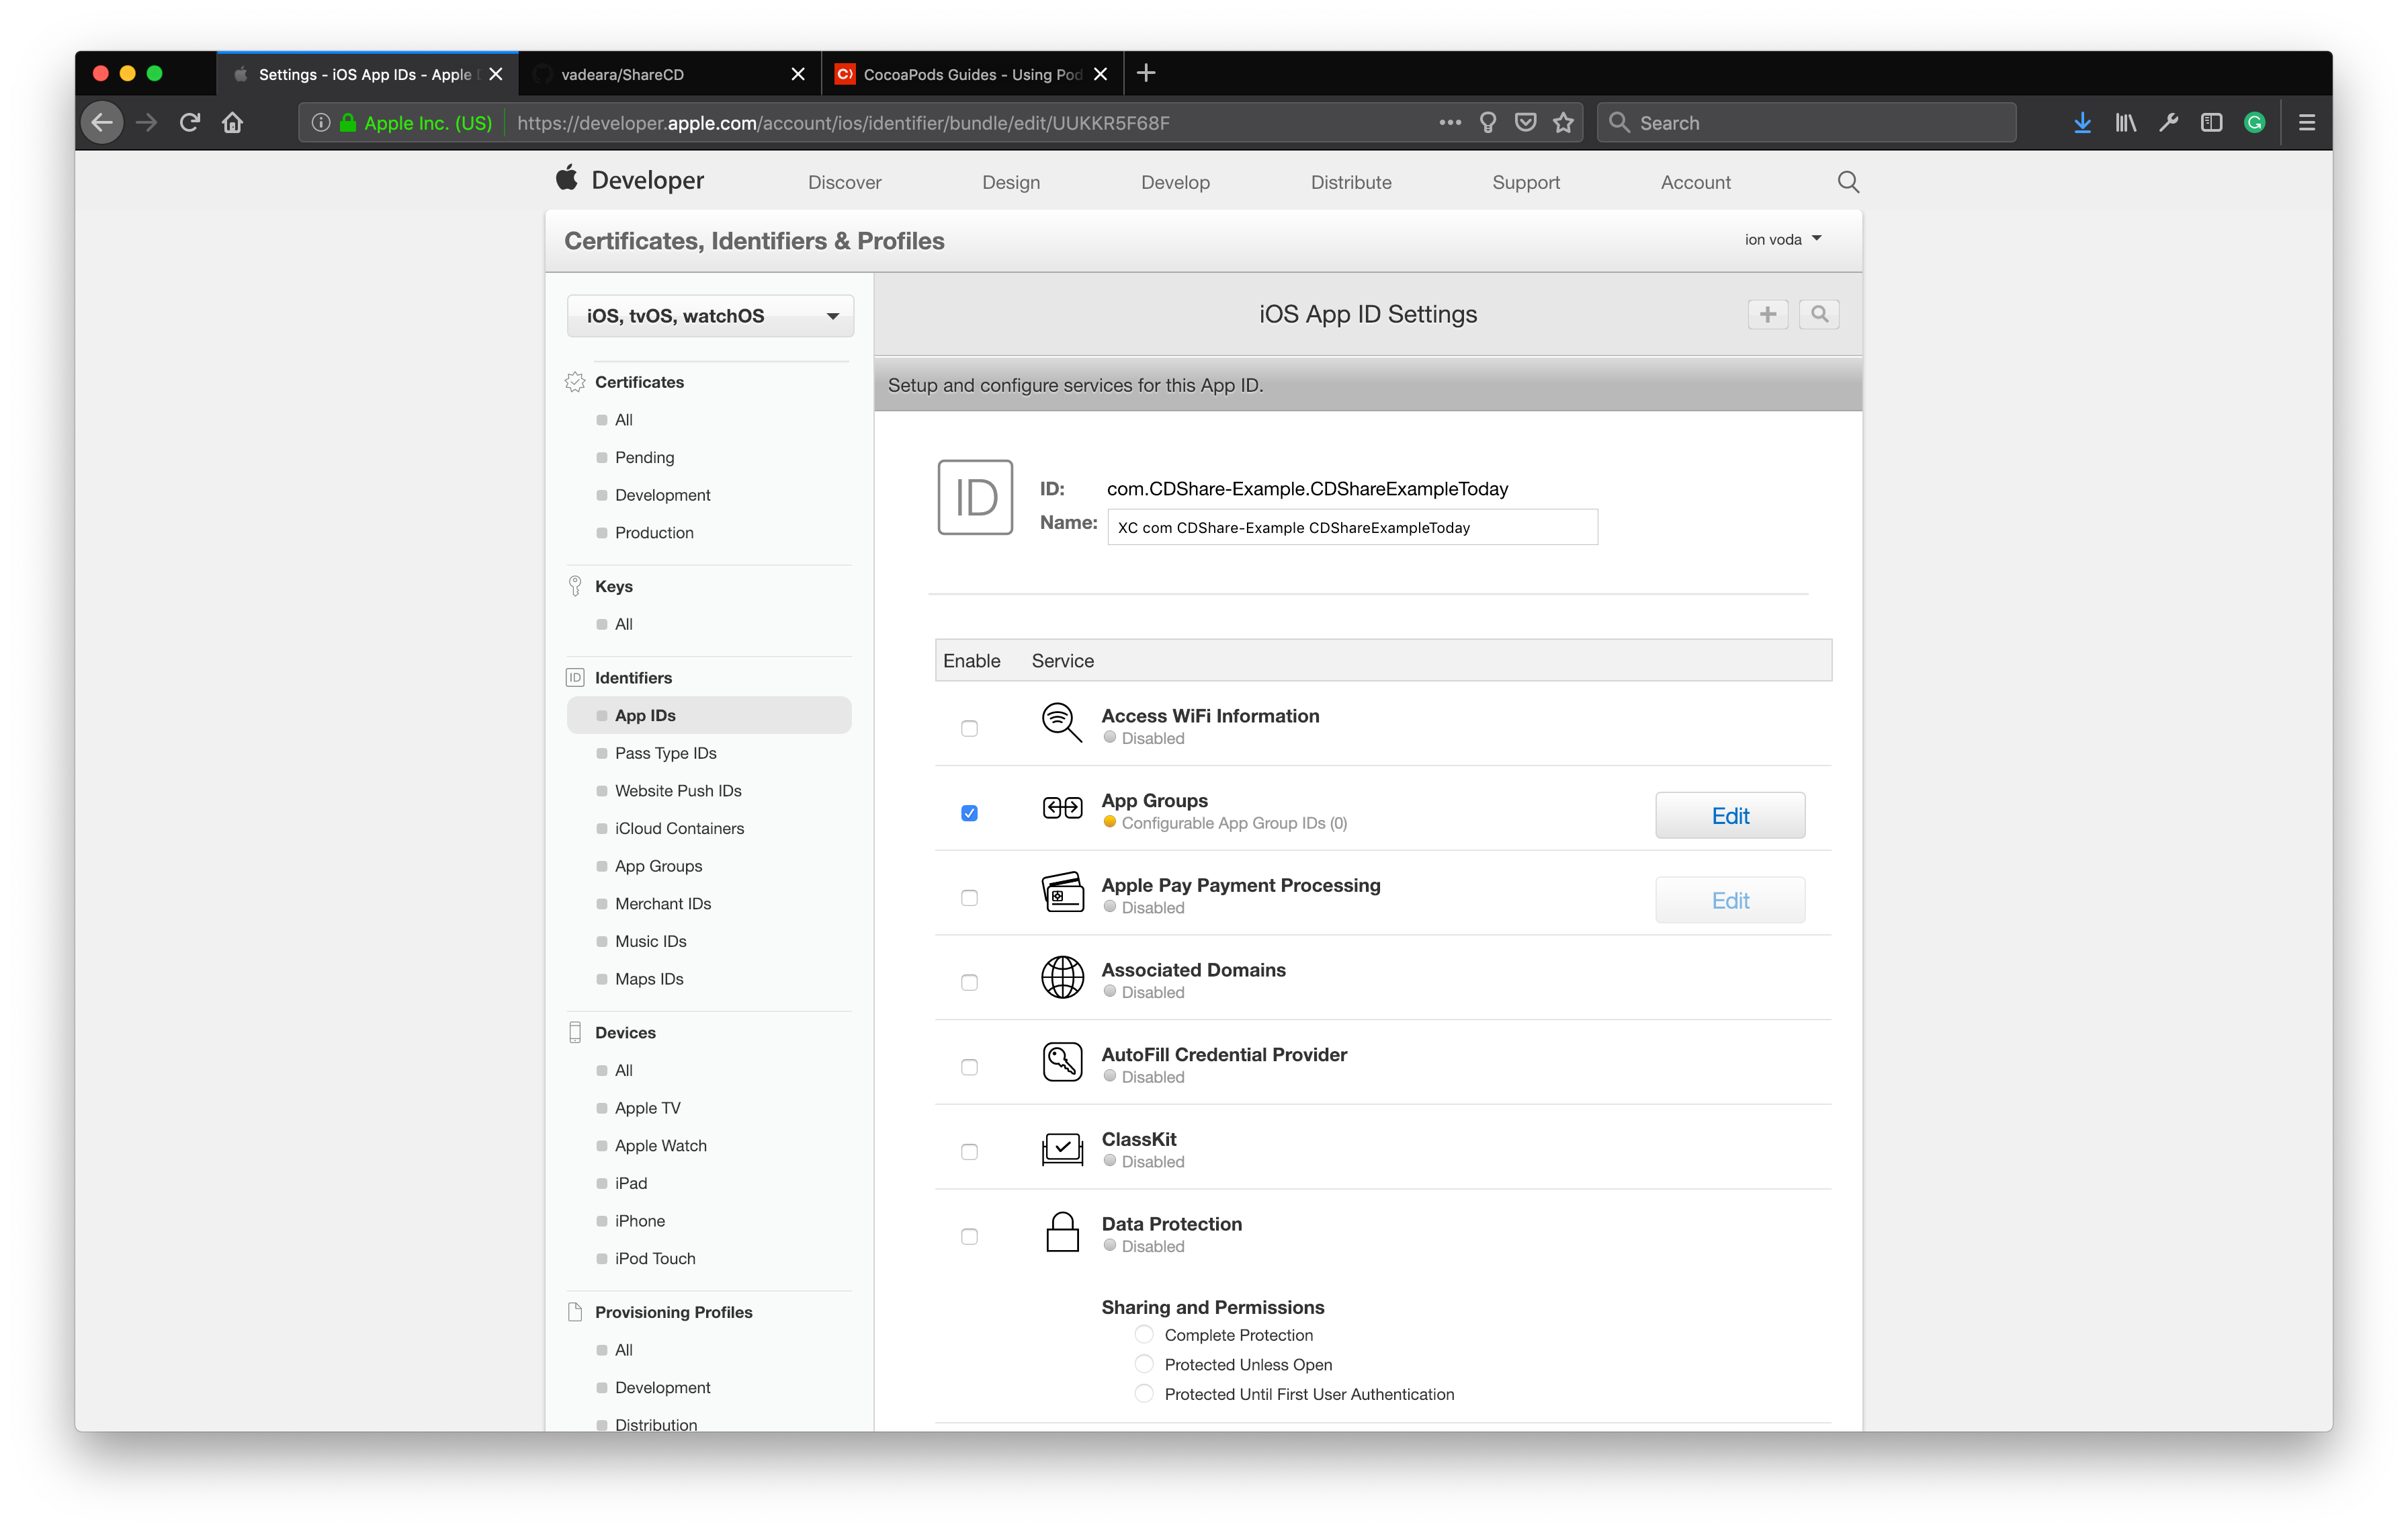 Settings - iOS App IDs - Apple
vadeara/ShareCD
CocoaPods Guides - Using Pod
Apple Inc. (US)
https://developer.apple.com/account/ios/identifier/bundle/edit/UUKKR5F68F
Search
Developer
Discover
Design
Develop
Distribute
Support
Account
Certificates, Identifiers & Profiles
ion voda
iOS, tvOS, watchOS
Certificates
All
Pending
Development
Production
Keys
All
ID Identifiers
App IDs
Pass Type IDs
Website Push IDs
iCloud Containers
App Groups
Merchant IDs
Music IDs
Maps IDs
Devices
All
Apple TV
Apple Watch
iPad
iPhone
iPod Touch
Provisioning Profiles
All
Development
Distribution
iOS App ID Settings
Setup and configure services for this App ID.
ID
ID: com.CDShare-Example.CDShareExampleToday
Name: XC com CDShare-Example CDShareExampleToday
Enable Service
Access WiFi Information
Disabled
App Groups
Configurable App Group IDs (0)
Edit
Apple Pay Payment Processing
Disabled
Edit
Associated Domains
Disabled
AutoFill Credential Provider
Disabled
ClassKit
Disabled
Data Protection
Disabled
Sharing and Permissions
Complete Protection
Protected Unless Open
Protected Until First User Authentication